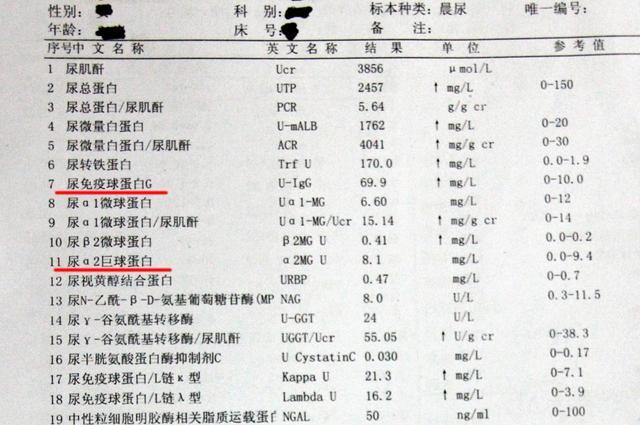 性别: 科 别: 标本种类: 晨尿 唯一编号:
年龄: 床 号 备 注:
序号 中 文 名 称 英 文 名 称 结 果 单 位 参 考 值
1 尿肌酐 Ucr 3856 μmol/L
2 尿总蛋白 UTP 2457 ↑ mg/L 0-150
3 尿总蛋白/尿肌酐 PCR 5.64 g/g cr
4 尿微量白蛋白 U-mALB 1762 ↑ mg/L 0-20
5 尿微量白蛋白/尿肌酐 ACR 4041 ↑ mg/g cr 0-30
6 尿转铁蛋白 Trf U 170.0 ↑ mg/L 0.0-1.9
7 尿免疫球蛋白G U-IgG 69.9 ↑ mg/L 0-10.0
8 尿α1微球蛋白 Uα1-MG 6.60 mg/L 0-12
9 尿α1微球蛋白/尿肌酐 Uα1-MG/Ucr 15.14 ↑ mg/g cr 0-14
10 尿β2微球蛋白 β2MG U 0.41 ↑ mg/L 0.0-0.2
11 尿α2巨球蛋白 α2MG U 8.1 mg/L 0.0-9.4
12 尿视黄醇结合蛋白 URBP 0.47 mg/L 0-0.7
13 尿N-乙酰-β-D-氨基葡萄糖苷酶(MP NAG 8.0 U/L 0.3-11.5
14 尿γ-谷氨酰基转移酶 U-GGT 24 U/L
15 尿γ-谷氨酰基转移酶/尿肌酐 UGGT/Ucr 55.05 ↑ U/g cr 0-38.3
16 尿半胱氨酸蛋白酶抑制剂C U CystatinC 0.030 mg/L 0-0.17
17 尿免疫球蛋白/L链κ型 Kappa U 21.3 ↑ mg/L 0-7.1
18 尿免疫球蛋白/L链λ型 Lambda U 16.2 ↑ mg/L 0-3.9
19 中性粒细胞明胶酶相关脂质运载蛋 NGAL 50 ng/ml 0-100